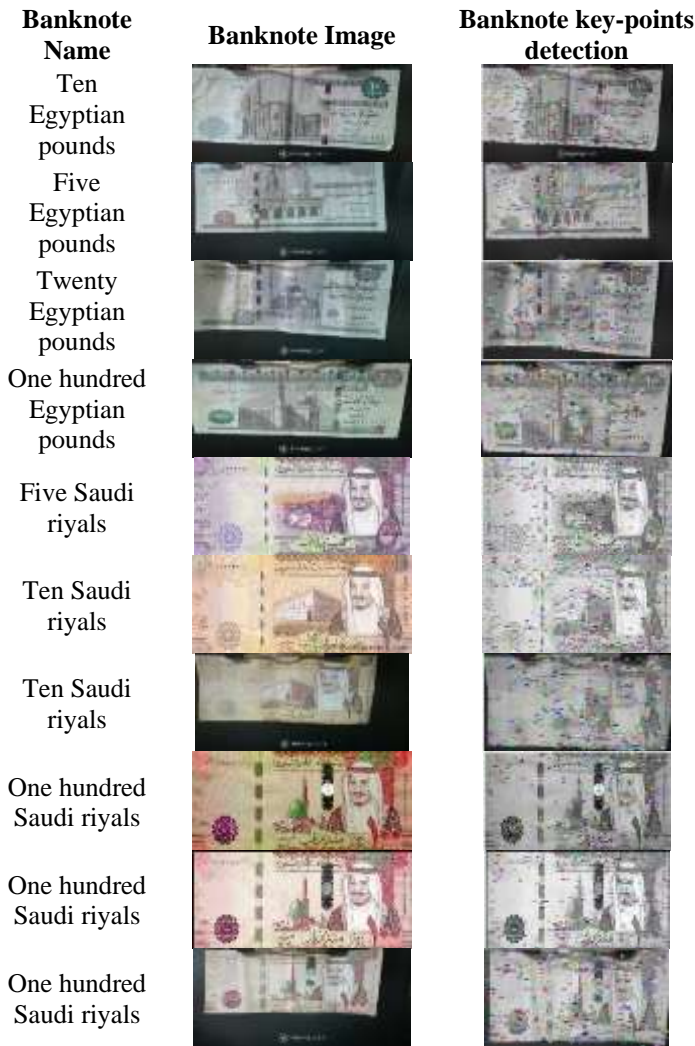 Banknote Name
Banknote Image
Banknote key-points detection
Ten Egyptian pounds
Five Egyptian pounds
Twenty Egyptian pounds
One hundred Egyptian pounds
Five Saudi riyals
Ten Saudi riyals
Ten Saudi riyals
One hundred Saudi riyals
One hundred Saudi riyals
One hundred Saudi riyals